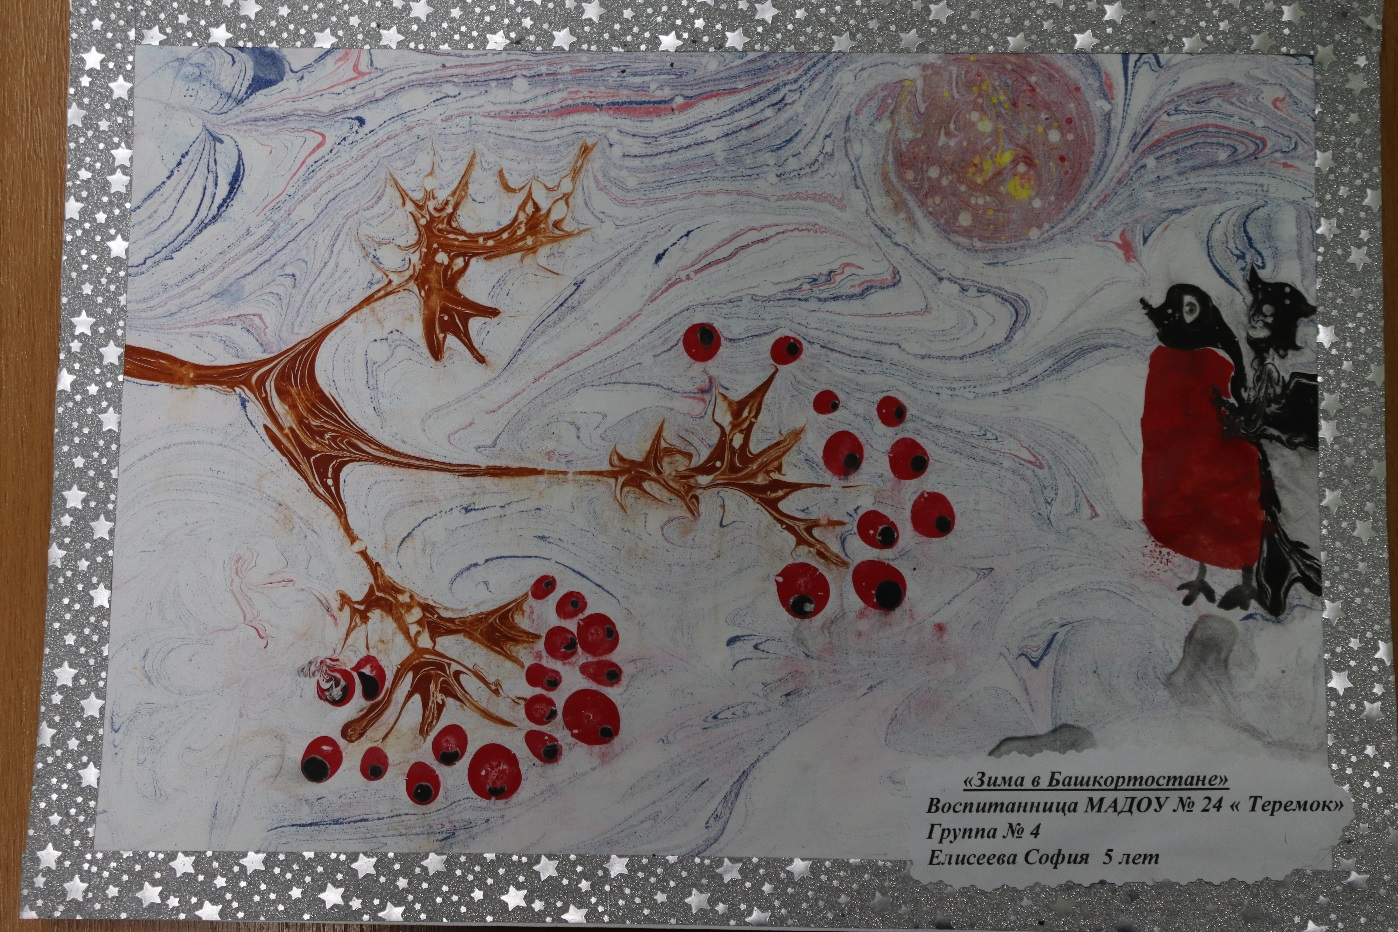 «Зима в Башкортостане»
Воспитанница МАДОУ № 24 « Теремок»
Группа № 4
Елисеева София 5 лет